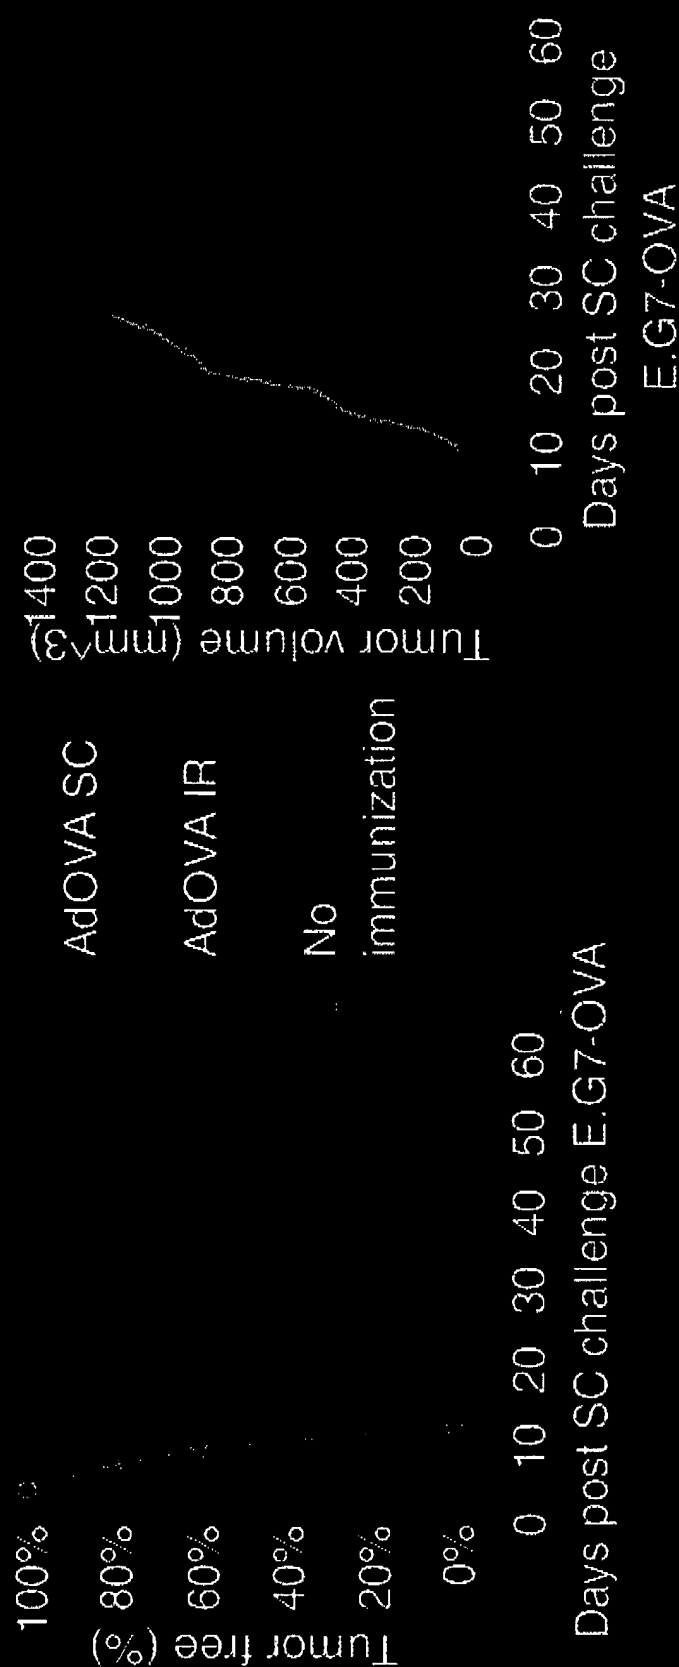 Tumor free (%)
100%
80%
60%
40%
20%
0%
0 10 20 30 40 50 60
Days post SC challenge E.G7-OVA
AdOVA SC
AdOVA IR
No
immunization
Tumor volume (mm^3)
1400
1200
1000
800
600
400
200
0
0 10 20 30 40 50 60
Days post SC challenge
E.G7-OVA